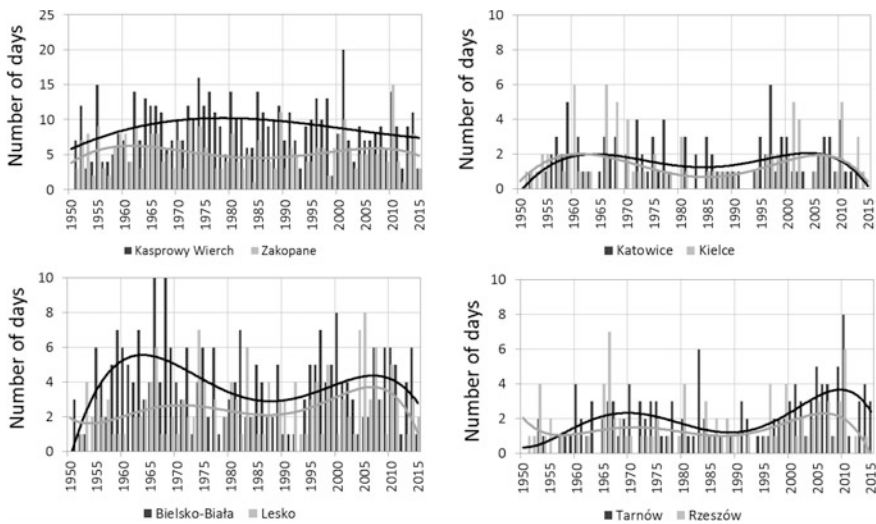 Number of days
25
20
15
10
5
0
1950 1955 1960 1965 1970 1975 1980 1985 1990 1995 2000 2005 2010 2015
Kasprowy Wierch Zakopane
Number of days
10
8
6
4
2
0
1950 1955 1960 1965 1970 1975 1980 1985 1990 1995 2000 2005 2010 2015
Katowice Kielce
Number of days
10
8
6
4
2
0
1950 1955 1960 1965 1970 1975 1980 1985 1990 1995 2000 2005 2010 2015
Bielsko-Biała Lesko
Number of days
10
8
6
4
2
0
1950 1955 1960 1965 1970 1975 1980 1985 1990 1995 2000 2005 2010 2015
Tarnów Rzeszów